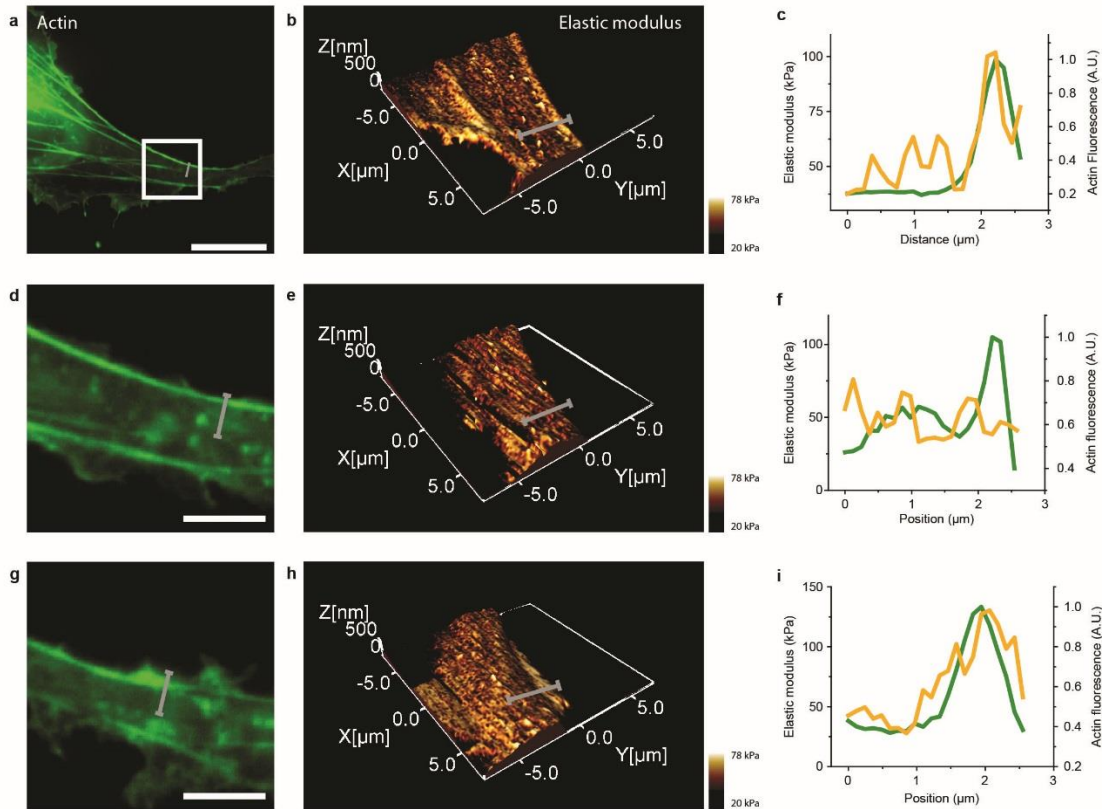 a Actin
b Elastic modulus
Z[nm]
500
0
-5.0
0.0
5.0
X[µm]
-5.0
0.0
5.0
Y[µm]
78 kPa
20 kPa
c
100
75
50
Elastic modulus (kPa)
1.0
0.8
0.6
0.4
0.2
Actin Fluorescence (A.U.)
0 1 2 3
Distance (µm)
d
e
Z[nm]
500
0
-5.0
0.0
5.0
X[µm]
-5.0
0.0
5.0
Y[µm]
78 kPa
20 kPa
f
100
50
0
Elastic modulus (kPa)
1.0
0.8
0.6
0.4
Actin fluorescence (A.U.)
0 1 2 3
Position (µm)
g
h
Z[nm]
500
0
-5.0
0.0
5.0
X[µm]
-5.0
0.0
5.0
Y[µm]
78 kPa
20 kPa
i
150
100
50
0
Elastic modulus (kPa)
1.0
0.8
0.6
0.4
0.2
Actin fluorescence (A.U.)
0 1 2 3
Position (µm)